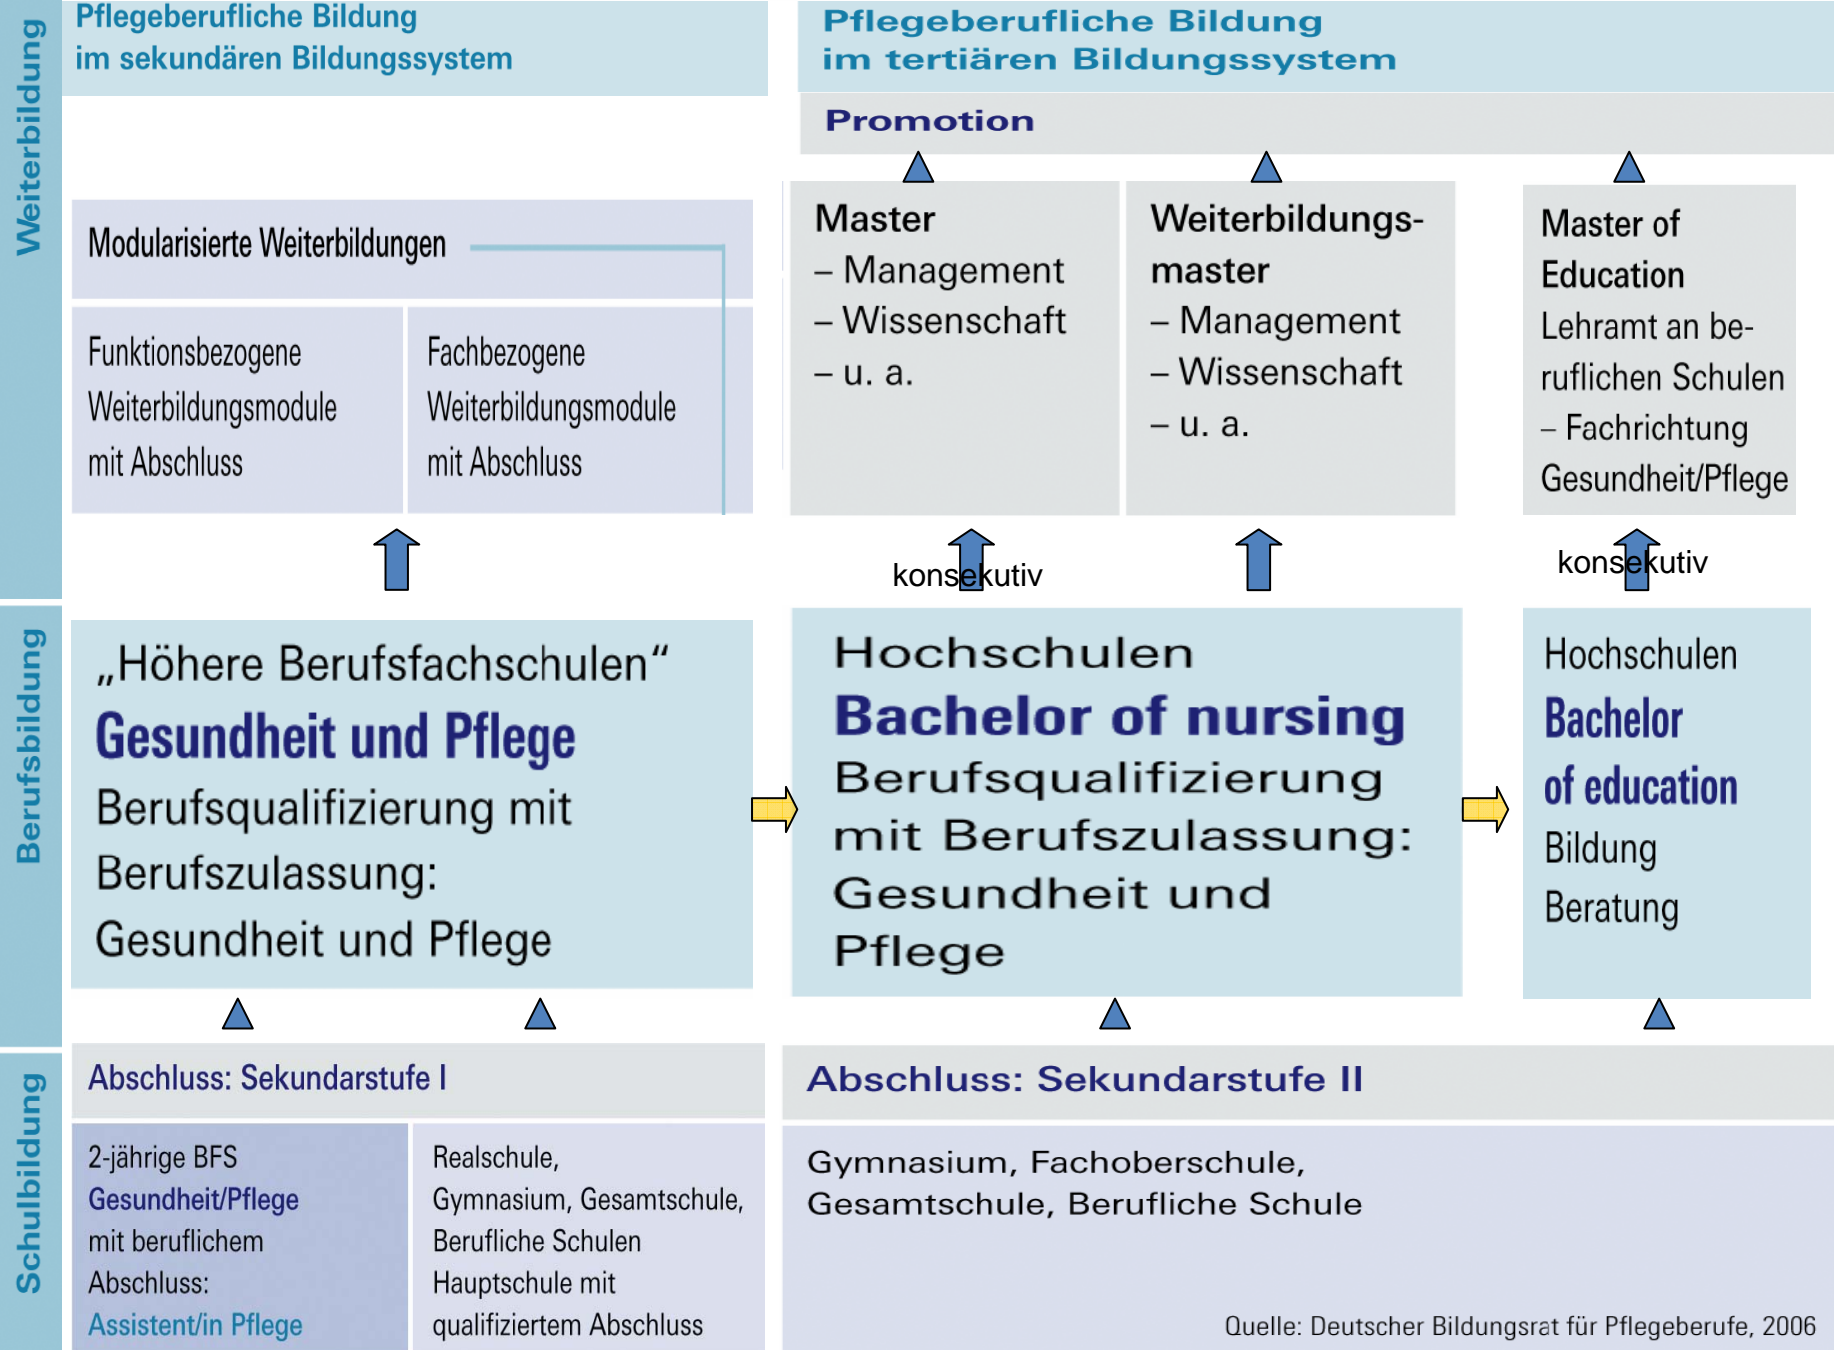 Weiterbildung
Pflegeberufliche Bildung
im sekundären Bildungssystem
Pflegeberufliche Bildung
im tertiären Bildungssystem
Promotion
Modularisierte Weiterbildungen
Funktionsbezogene
Weiterbildungsmodule
mit Abschluss
Fachbezogene
Weiterbildungsmodule
mit Abschluss
Master
– Management
– Wissenschaft
– u. a.
Weiterbildungs-
master
– Management
– Wissenschaft
– u. a.
Master of
Education
Lehramt an be-
ruflichen Schulen
– Fachrichtung
Gesundheit/Pflege
konsekutiv
konsekutiv
Berufsbildung
„Höhere Berufsfachschulen“
Gesundheit und Pflege
Berufsqualifizierung mit
Berufszulassung:
Gesundheit und Pflege
Hochschulen
Bachelor of nursing
Berufsqualifizierung
mit Berufszulassung:
Gesundheit und
Pflege
Hochschulen
Bachelor
of education
Bildung
Beratung
Schulbildung
Abschluss: Sekundarstufe I
2-jährige BFS
Gesundheit/Pflege
mit beruflichem
Abschluss:
Assistent/in Pflege
Realschule,
Gymnasium, Gesamtschule,
Berufliche Schulen
Hauptschule mit
qualifiziertem Abschluss
Abschluss: Sekundarstufe II
Gymnasium, Fachoberschule,
Gesamtschule, Berufliche Schule
Quelle: Deutscher Bildungsrat für Pflegeberufe, 2006